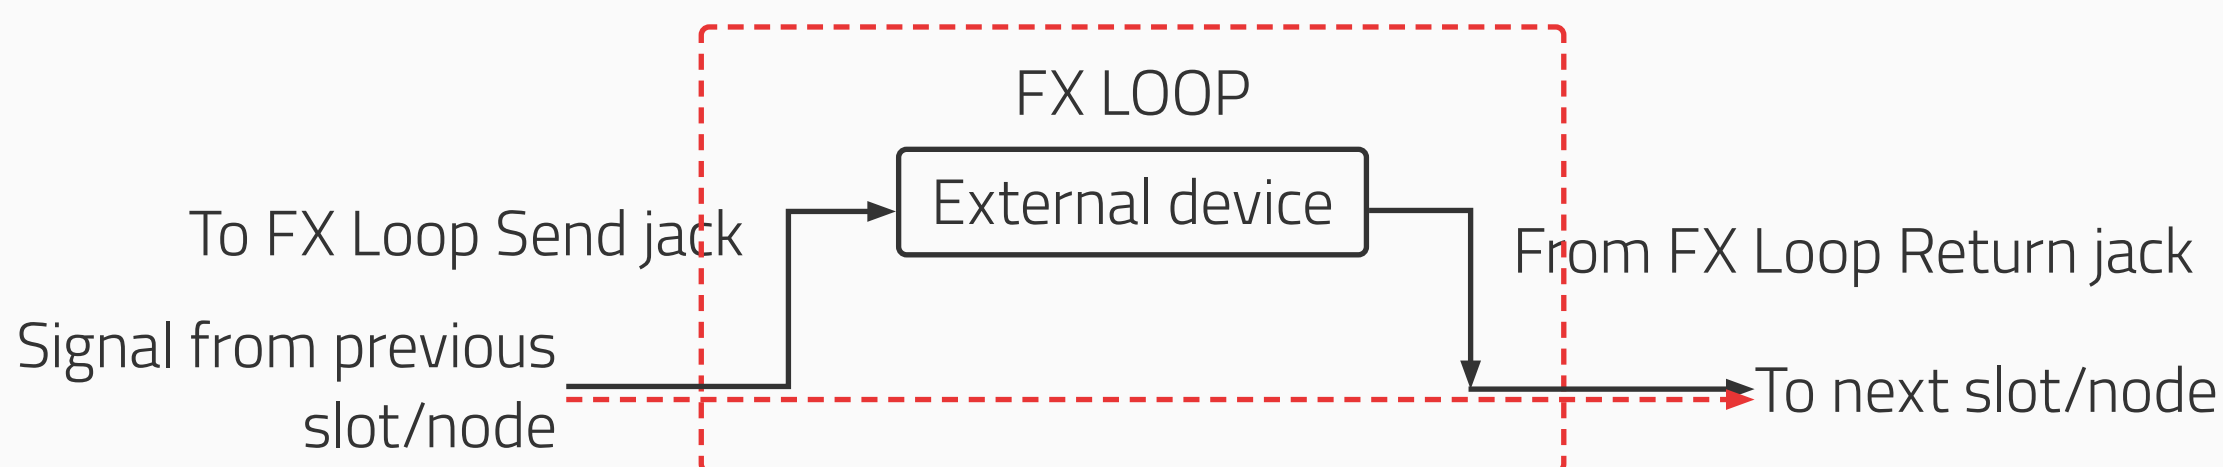 FX LOOP
External device
To FX Loop Send jack
From FX Loop Return jack
Signal from previous
slot/node
To next slot/node